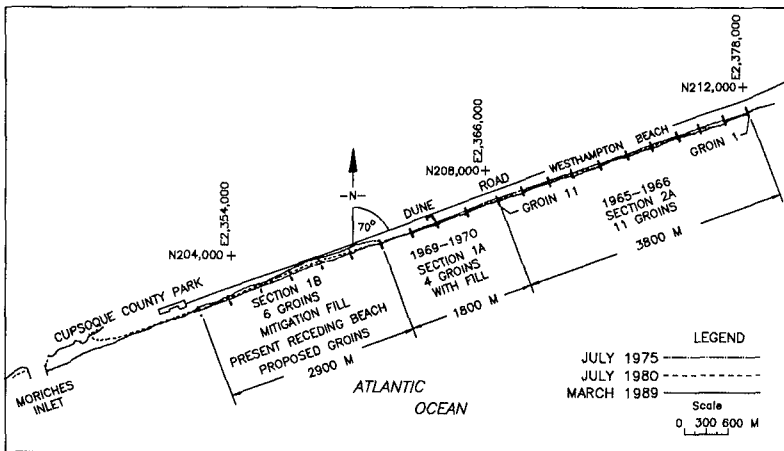 E2,378,000
N212,000+
E2,366,000
N208,000+
WESTHAMPTON BEACH
GROIN 1
-N-
DUNE ROAD
GROIN 11
E2,354,000
70°
1965-1966
SECTION 2A
11 GROINS
3800 M
N204,000+
1969-1970
SECTION 1A
4 GROINS
WITH FILL
1800 M
CUPSOQUE COUNTY PARK
SECTION 1B
6 GROINS
MITIGATION FILL
PRESENT RECEDING BEACH
PROPOSED GROINS
2900 M
MORICHES
INLET
ATLANTIC
OCEAN
LEGEND
JULY 1975
JULY 1980
MARCH 1989
Scale
0 300 600 M